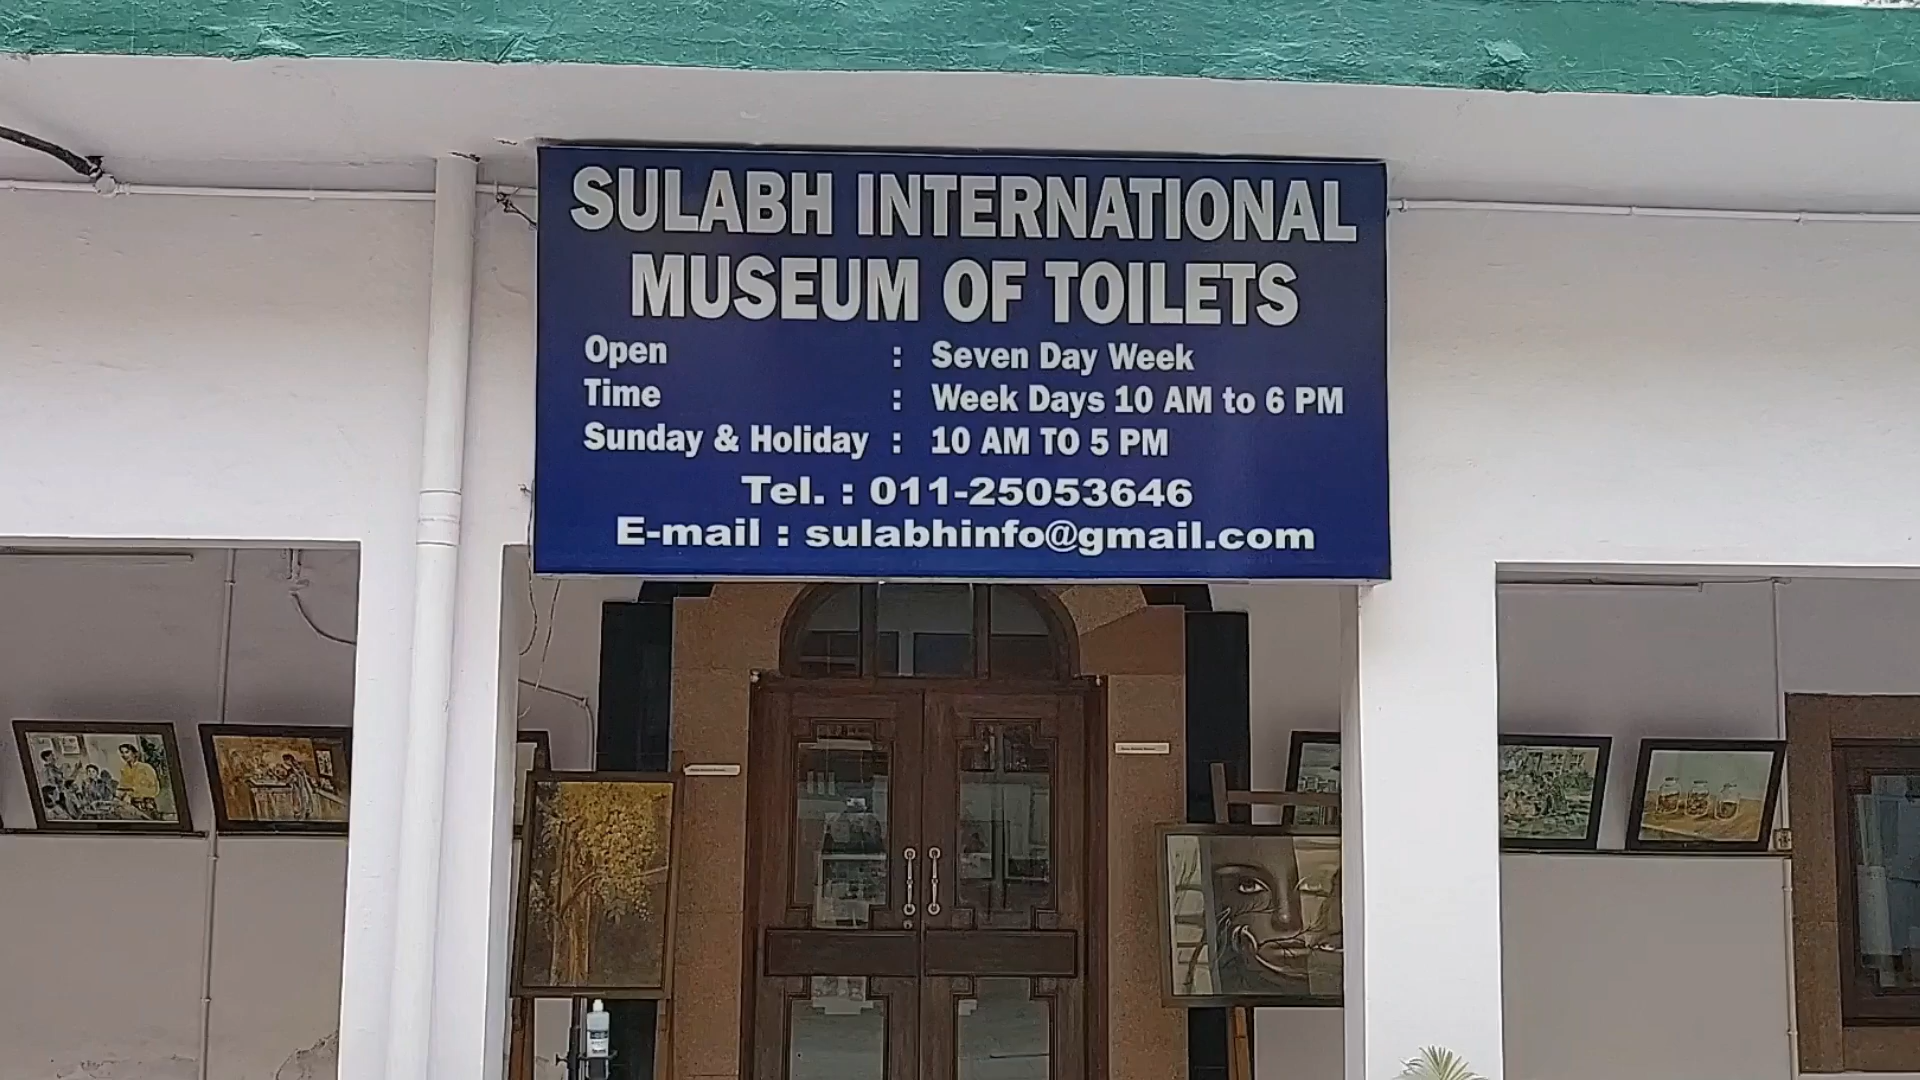 SULABH INTERNATIONAL
MUSEUM OF TOILETS
Open : Seven Day Week
Time : Week Days 10 AM to 6 PM
Sunday & Holiday : 10 AM TO 5 PM
Tel. : 011-25053646
E-mail : sulabhinfo@gmail.com